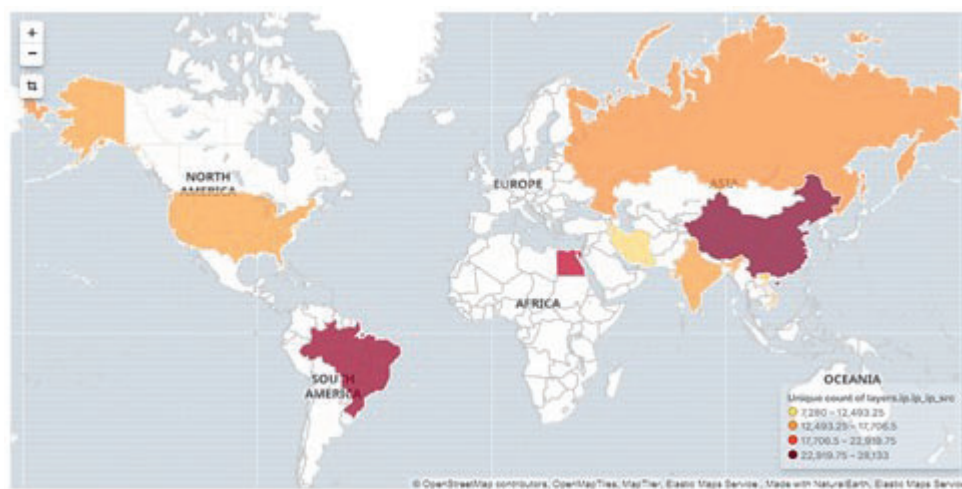 +
−
NORTH
AMERICA
EUROPE
ASIA
AFRICA
SOUTH
AMERICA
OCEANIA
Unique count of layers.ip.ip_ip_src
7,280 – 12,493.25
12,493.25 – 17,706.5
17,706.5 – 22,919.75
22,919.75 – 28,133
© OpenStreetMap contributors, OpenMapTiles, MapTiler, Elastic Maps Service , Made with NaturalEarth, Elastic Maps Service